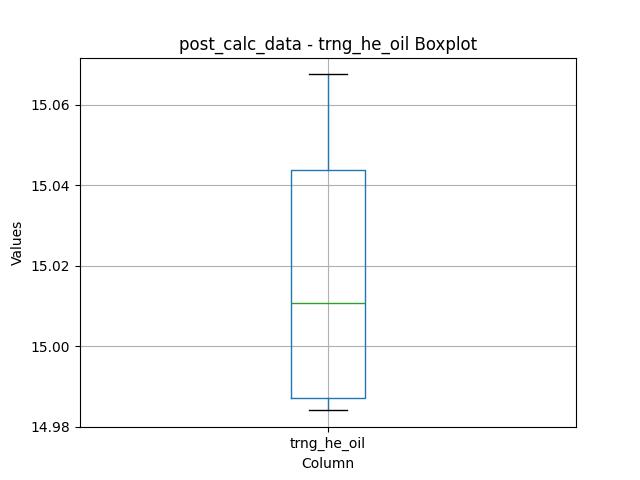 post_calc_data - trng_he_oil Boxplot
15.06
15.04
15.02
15.00
14.98
Values
trng_he_oil
Column